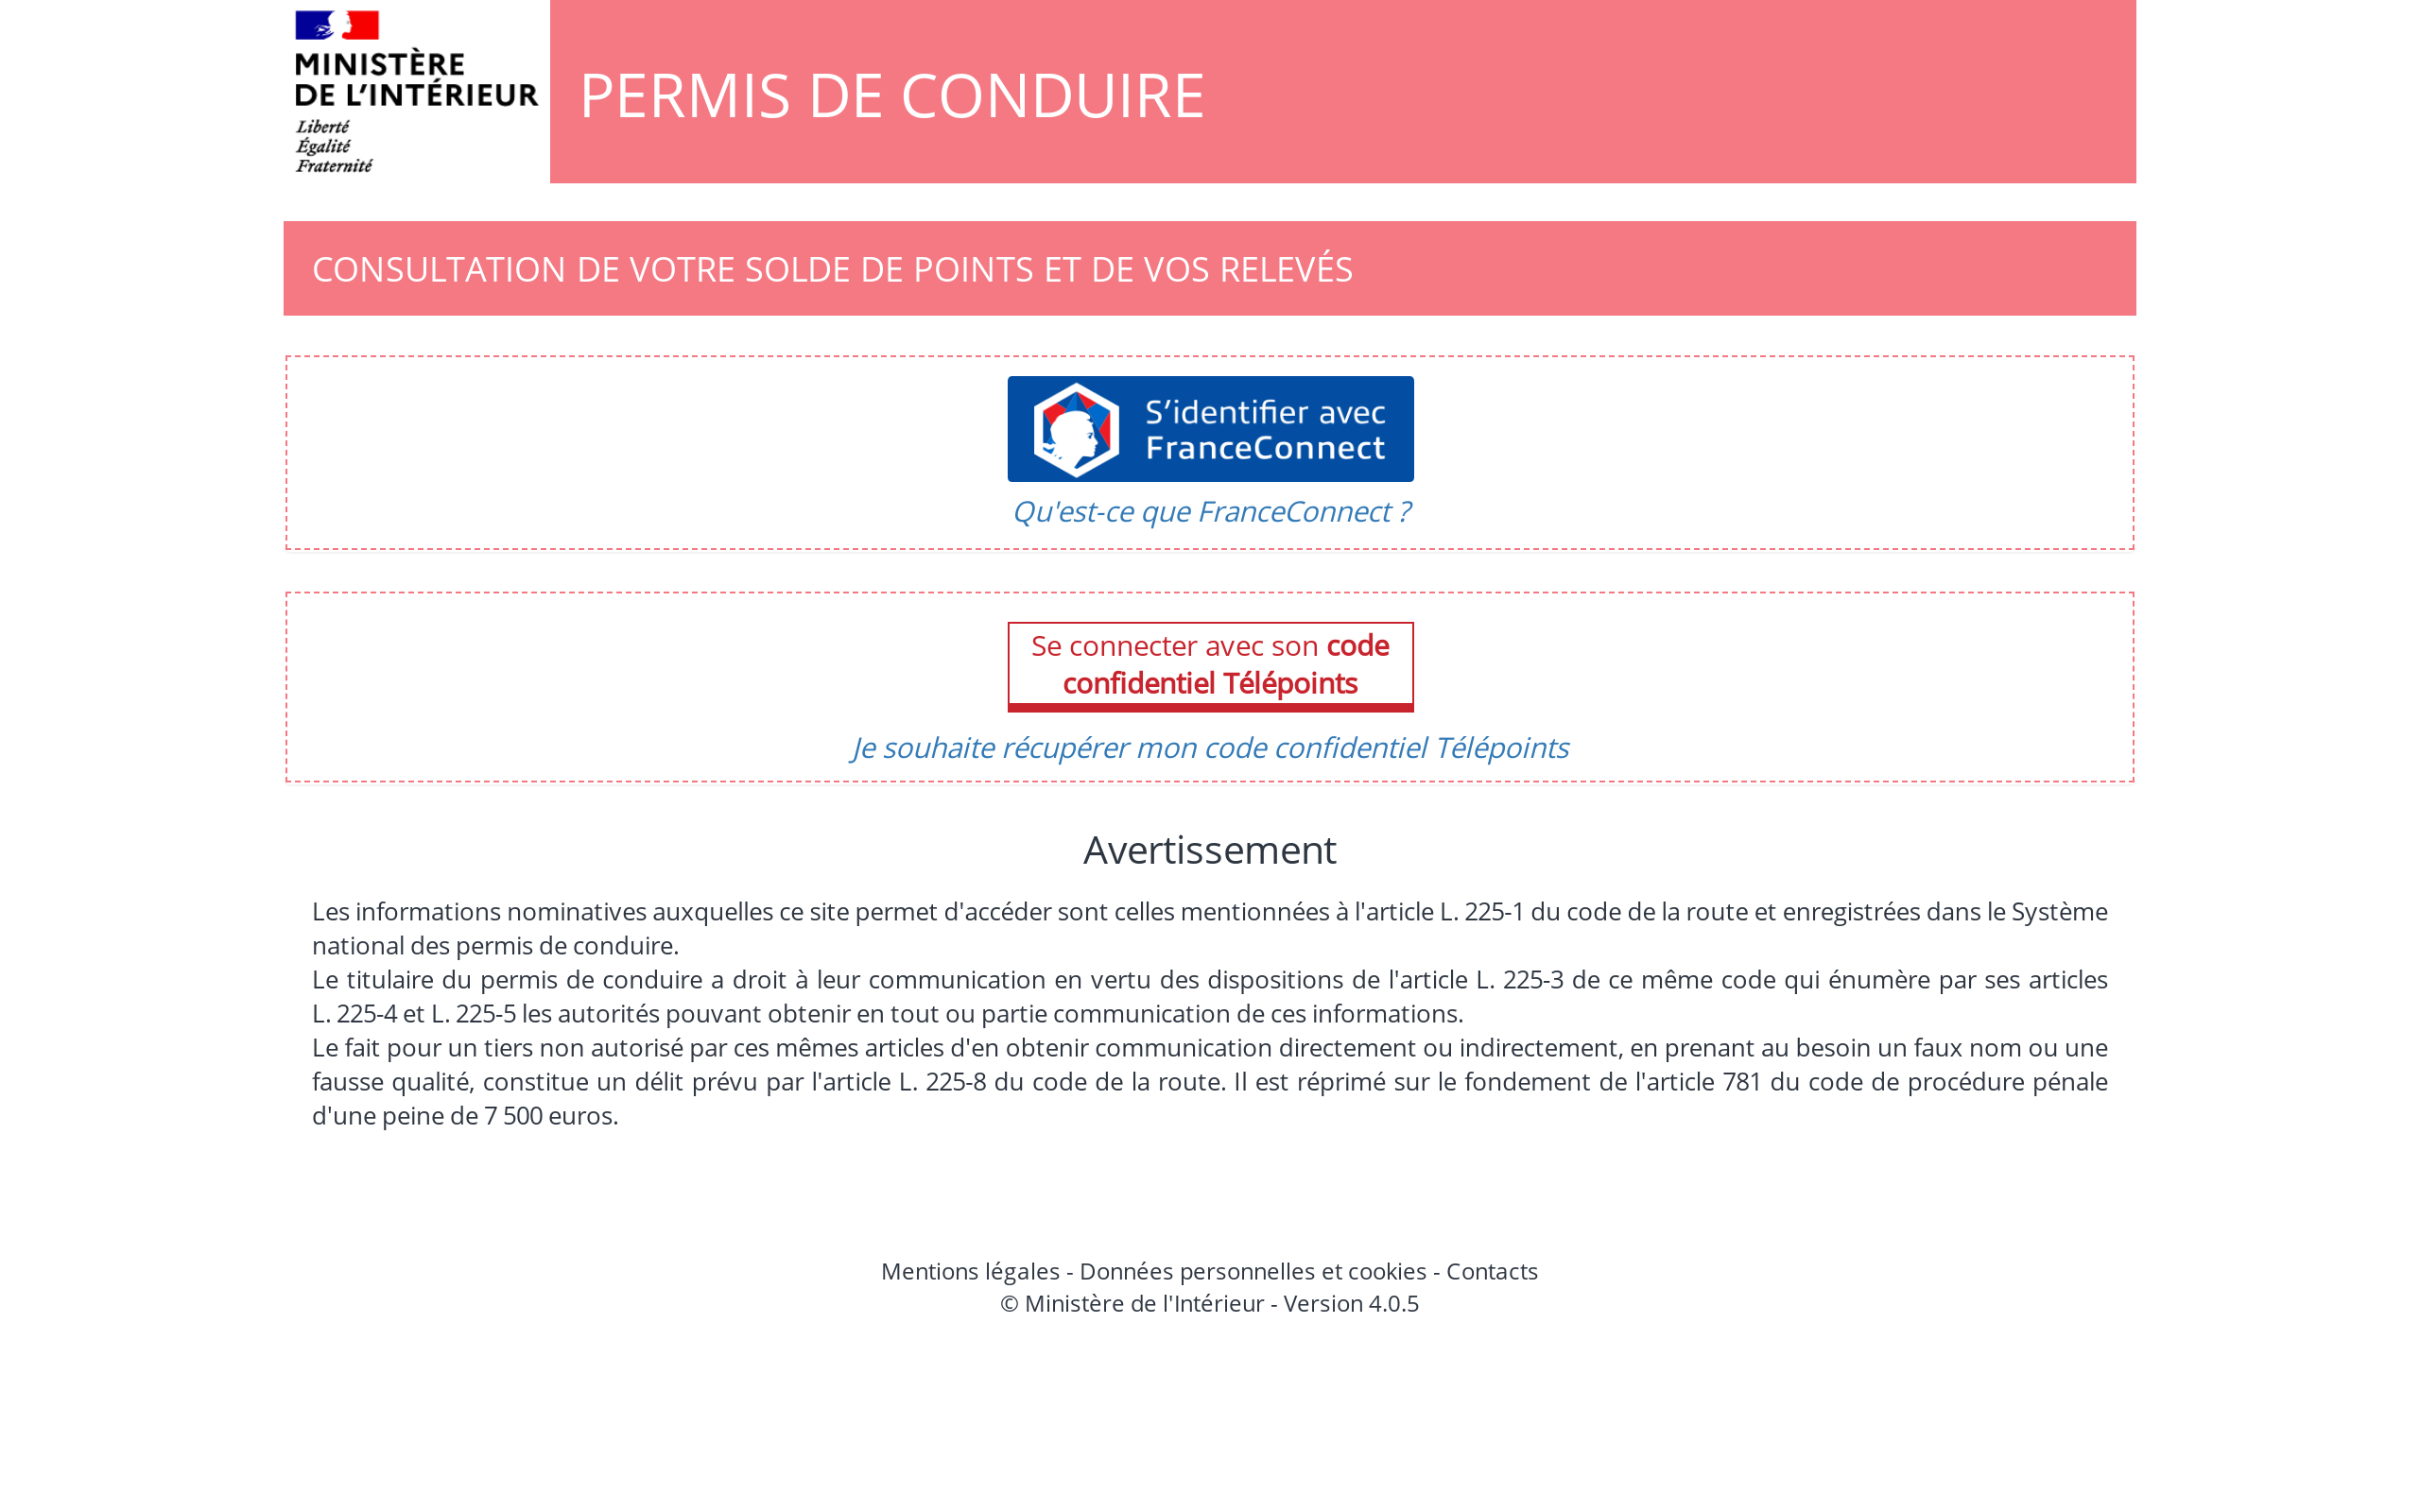 MINISTÈRE
DE L'INTÉRIEUR
Liberté
Égalité
Fraternité
PERMIS DE CONDUIRE
CONSULTATION DE VOTRE SOLDE DE POINTS ET DE VOS RELEVÉS
S'identifier avec
FranceConnect
Qu'est-ce que FranceConnect ?
Se connecter avec son code
confidentiel Télépoints
Je souhaite récupérer mon code confidentiel Télépoints
Avertissement
Les informations nominatives auxquelles ce site permet d'accéder sont celles mentionnées à l'article L. 225-1 du code de la route et enregistrées dans le Système
national des permis de conduire.
Le titulaire du permis de conduire a droit à leur communication en vertu des dispositions de l'article L. 225-3 de ce même code qui énumère par ses articles
L. 225-4 et L. 225-5 les autorités pouvant obtenir en tout ou partie communication de ces informations.
Le fait pour un tiers non autorisé par ces mêmes articles d'en obtenir communication directement ou indirectement, en prenant au besoin un faux nom ou une
fausse qualité, constitue un délit prévu par l'article L. 225-8 du code de la route. Il est réprimé sur le fondement de l'article 781 du code de procédure pénale
d'une peine de 7 500 euros.
Mentions légales - Données personnelles et cookies - Contacts
© Ministère de l'Intérieur - Version 4.0.5